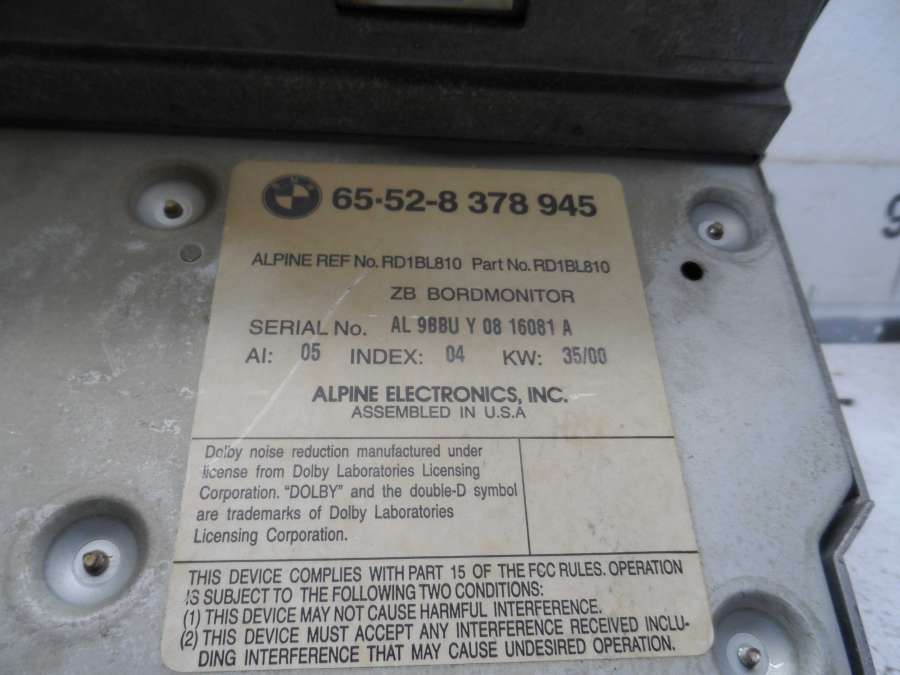 65-52-8 378 945
ALPINE REF No. RD1BL810 Part No. RD1BL810
ZB BORDMONITOR
SERIAL No. AL 9BBU Y 08 16081 A
AI: 05 INDEX: 04 KW: 35/00
ALPINE ELECTRONICS, INC.
ASSEMBLED IN U.S.A
Dolby noise reduction manufactured under
license from Dolby Laboratories Licensing
Corporation. "DOLBY" and the double-D symbol
are trademarks of Dolby Laboratories
Licensing Corporation.
THIS DEVICE COMPLIES WITH PART 15 OF THE FCC RULES. OPERATION
IS SUBJECT TO THE FOLLOWING TWO CONDITIONS:
(1) THIS DEVICE MAY NOT CAUSE HARMFUL INTERFERENCE.
(2) THIS DEVICE MUST ACCEPT ANY INTERFERENCE RECEIVED INCLU-
DING INTERFERENCE THAT MAY CAUSE UNDESIRED OPERATION.